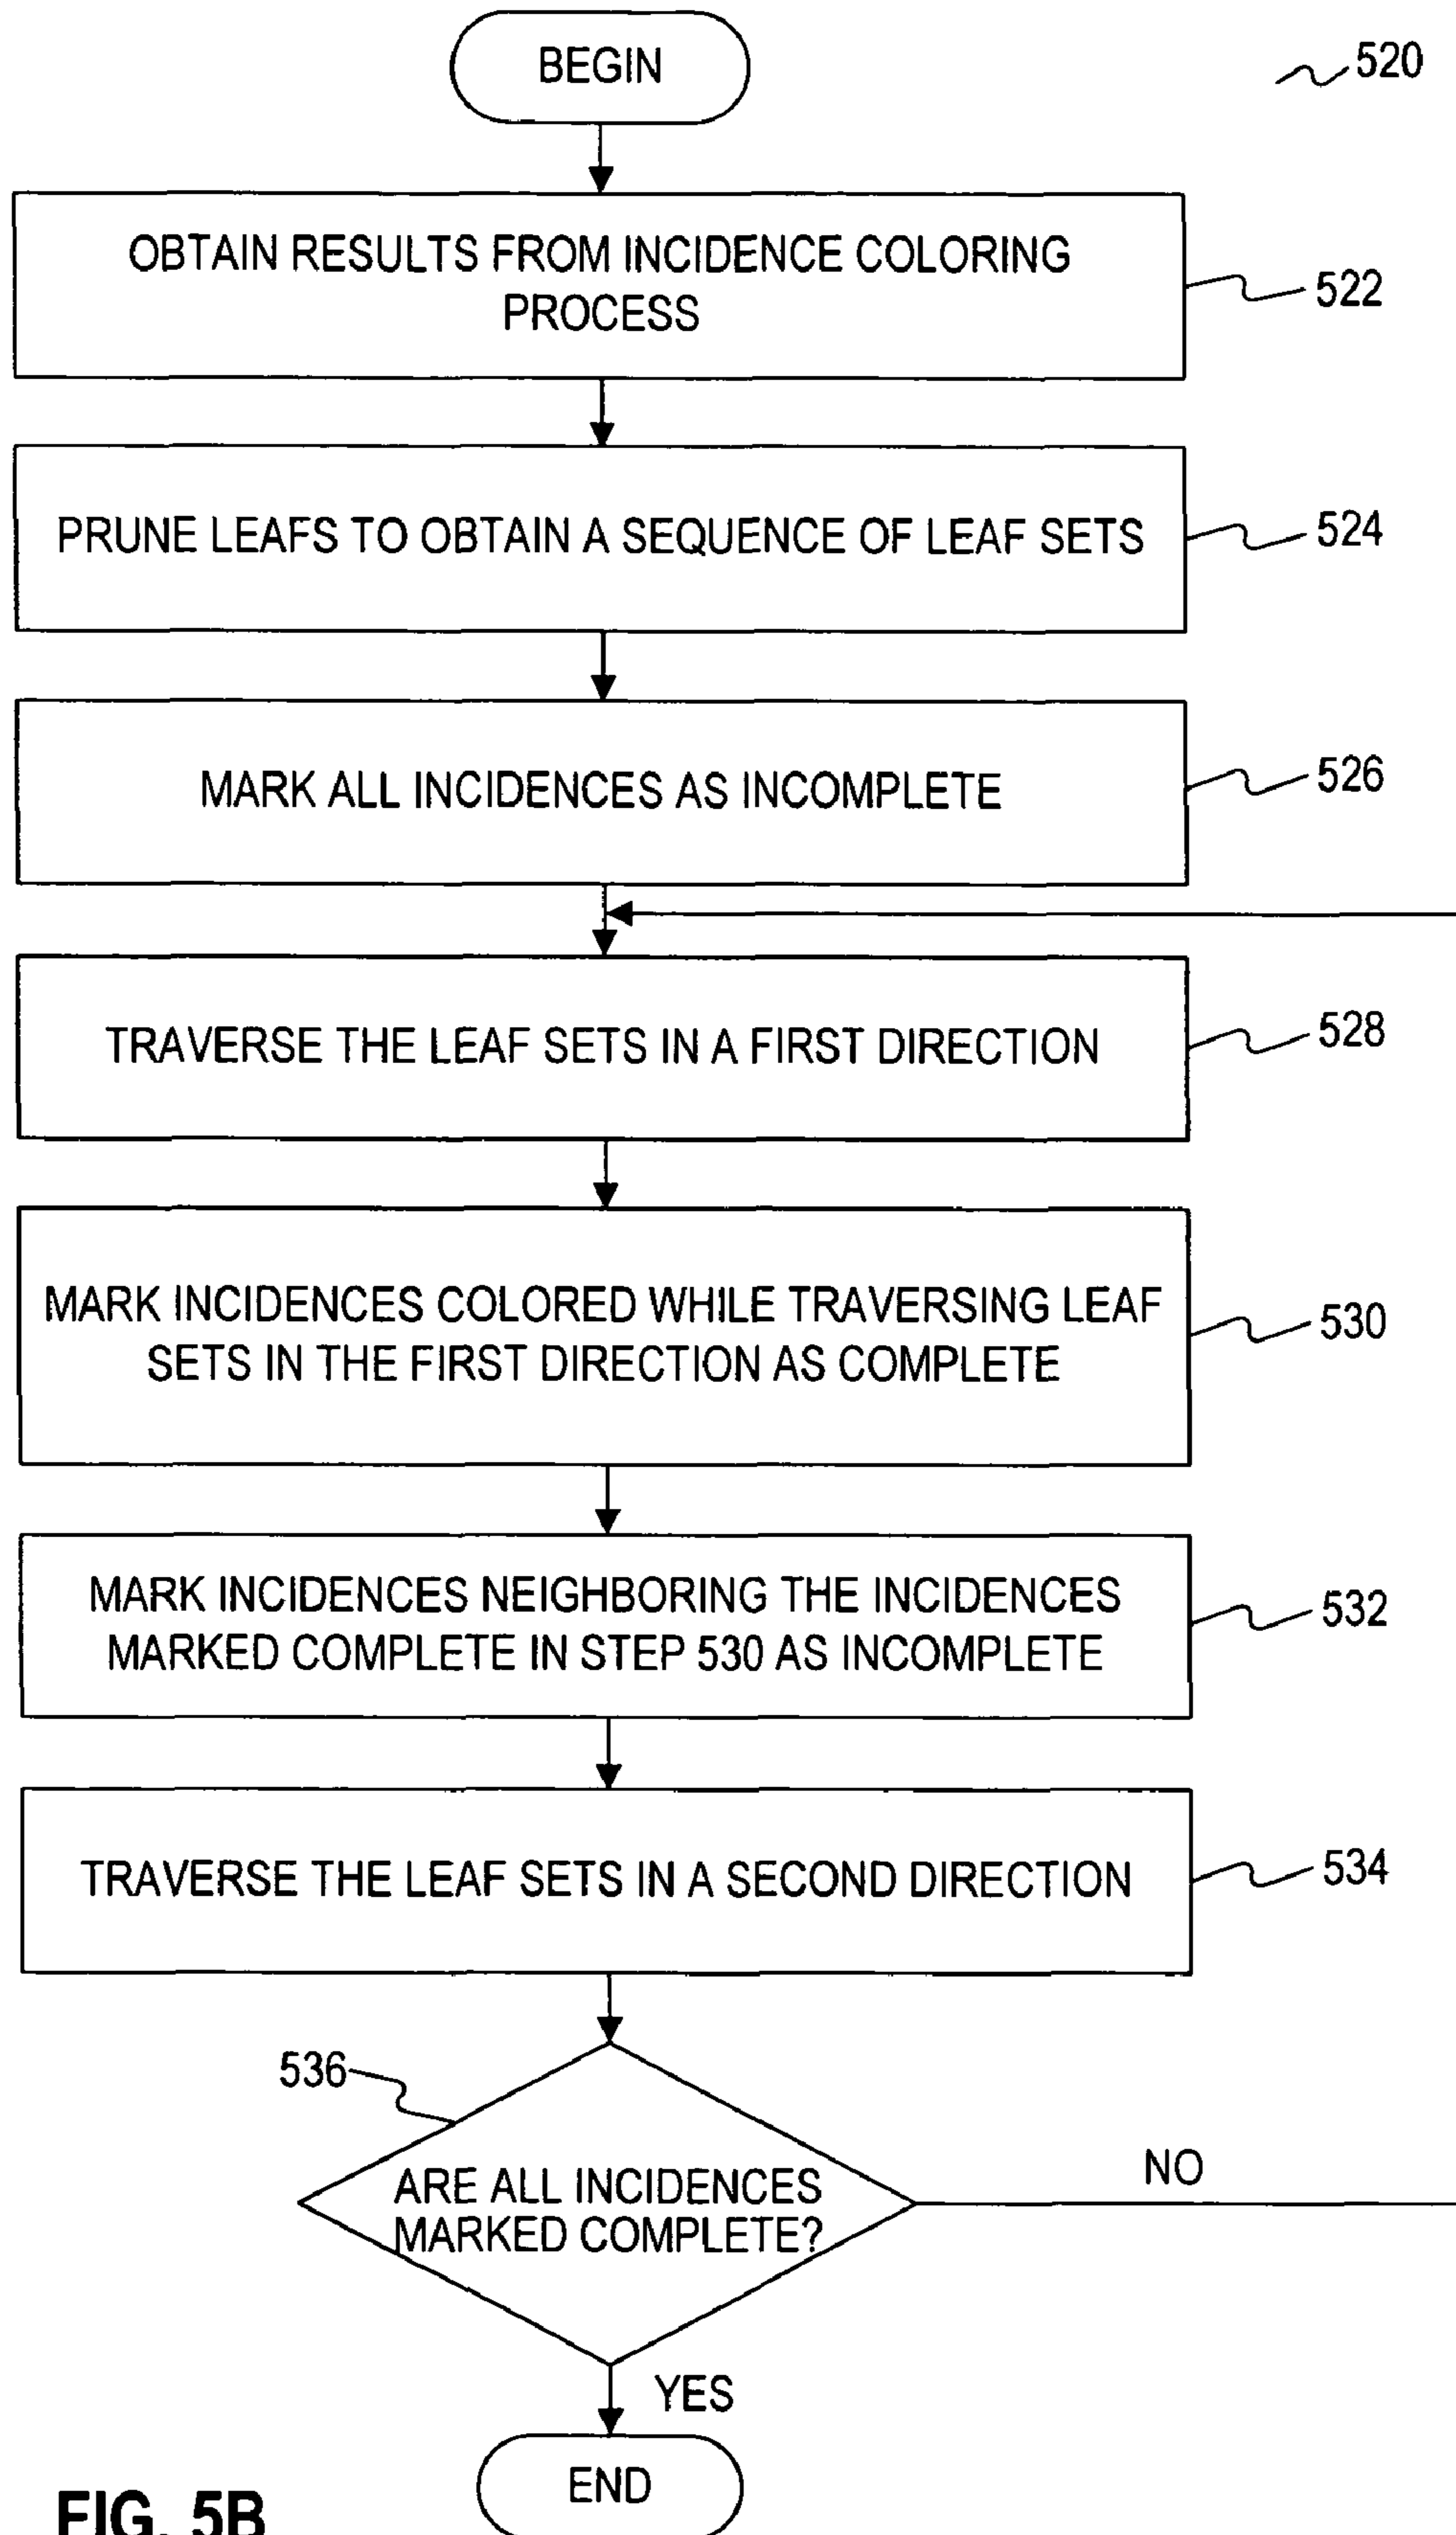 BEGIN
520
OBTAIN RESULTS FROM INCIDENCE COLORING
PROCESS
522
PRUNE LEAFS TO OBTAIN A SEQUENCE OF LEAF SETS
524
MARK ALL INCIDENCES AS INCOMPLETE
526
TRAVERSE THE LEAF SETS IN A FIRST DIRECTION
528
MARK INCIDENCES COLORED WHILE TRAVERSING LEAF
SETS IN THE FIRST DIRECTION AS COMPLETE
530
MARK INCIDENCES NEIGHBORING THE INCIDENCES
MARKED COMPLETE IN STEP 530 AS INCOMPLETE
532
TRAVERSE THE LEAF SETS IN A SECOND DIRECTION
534
536
ARE ALL INCIDENCES
MARKED COMPLETE?
NO
YES
END
FIG. 5B